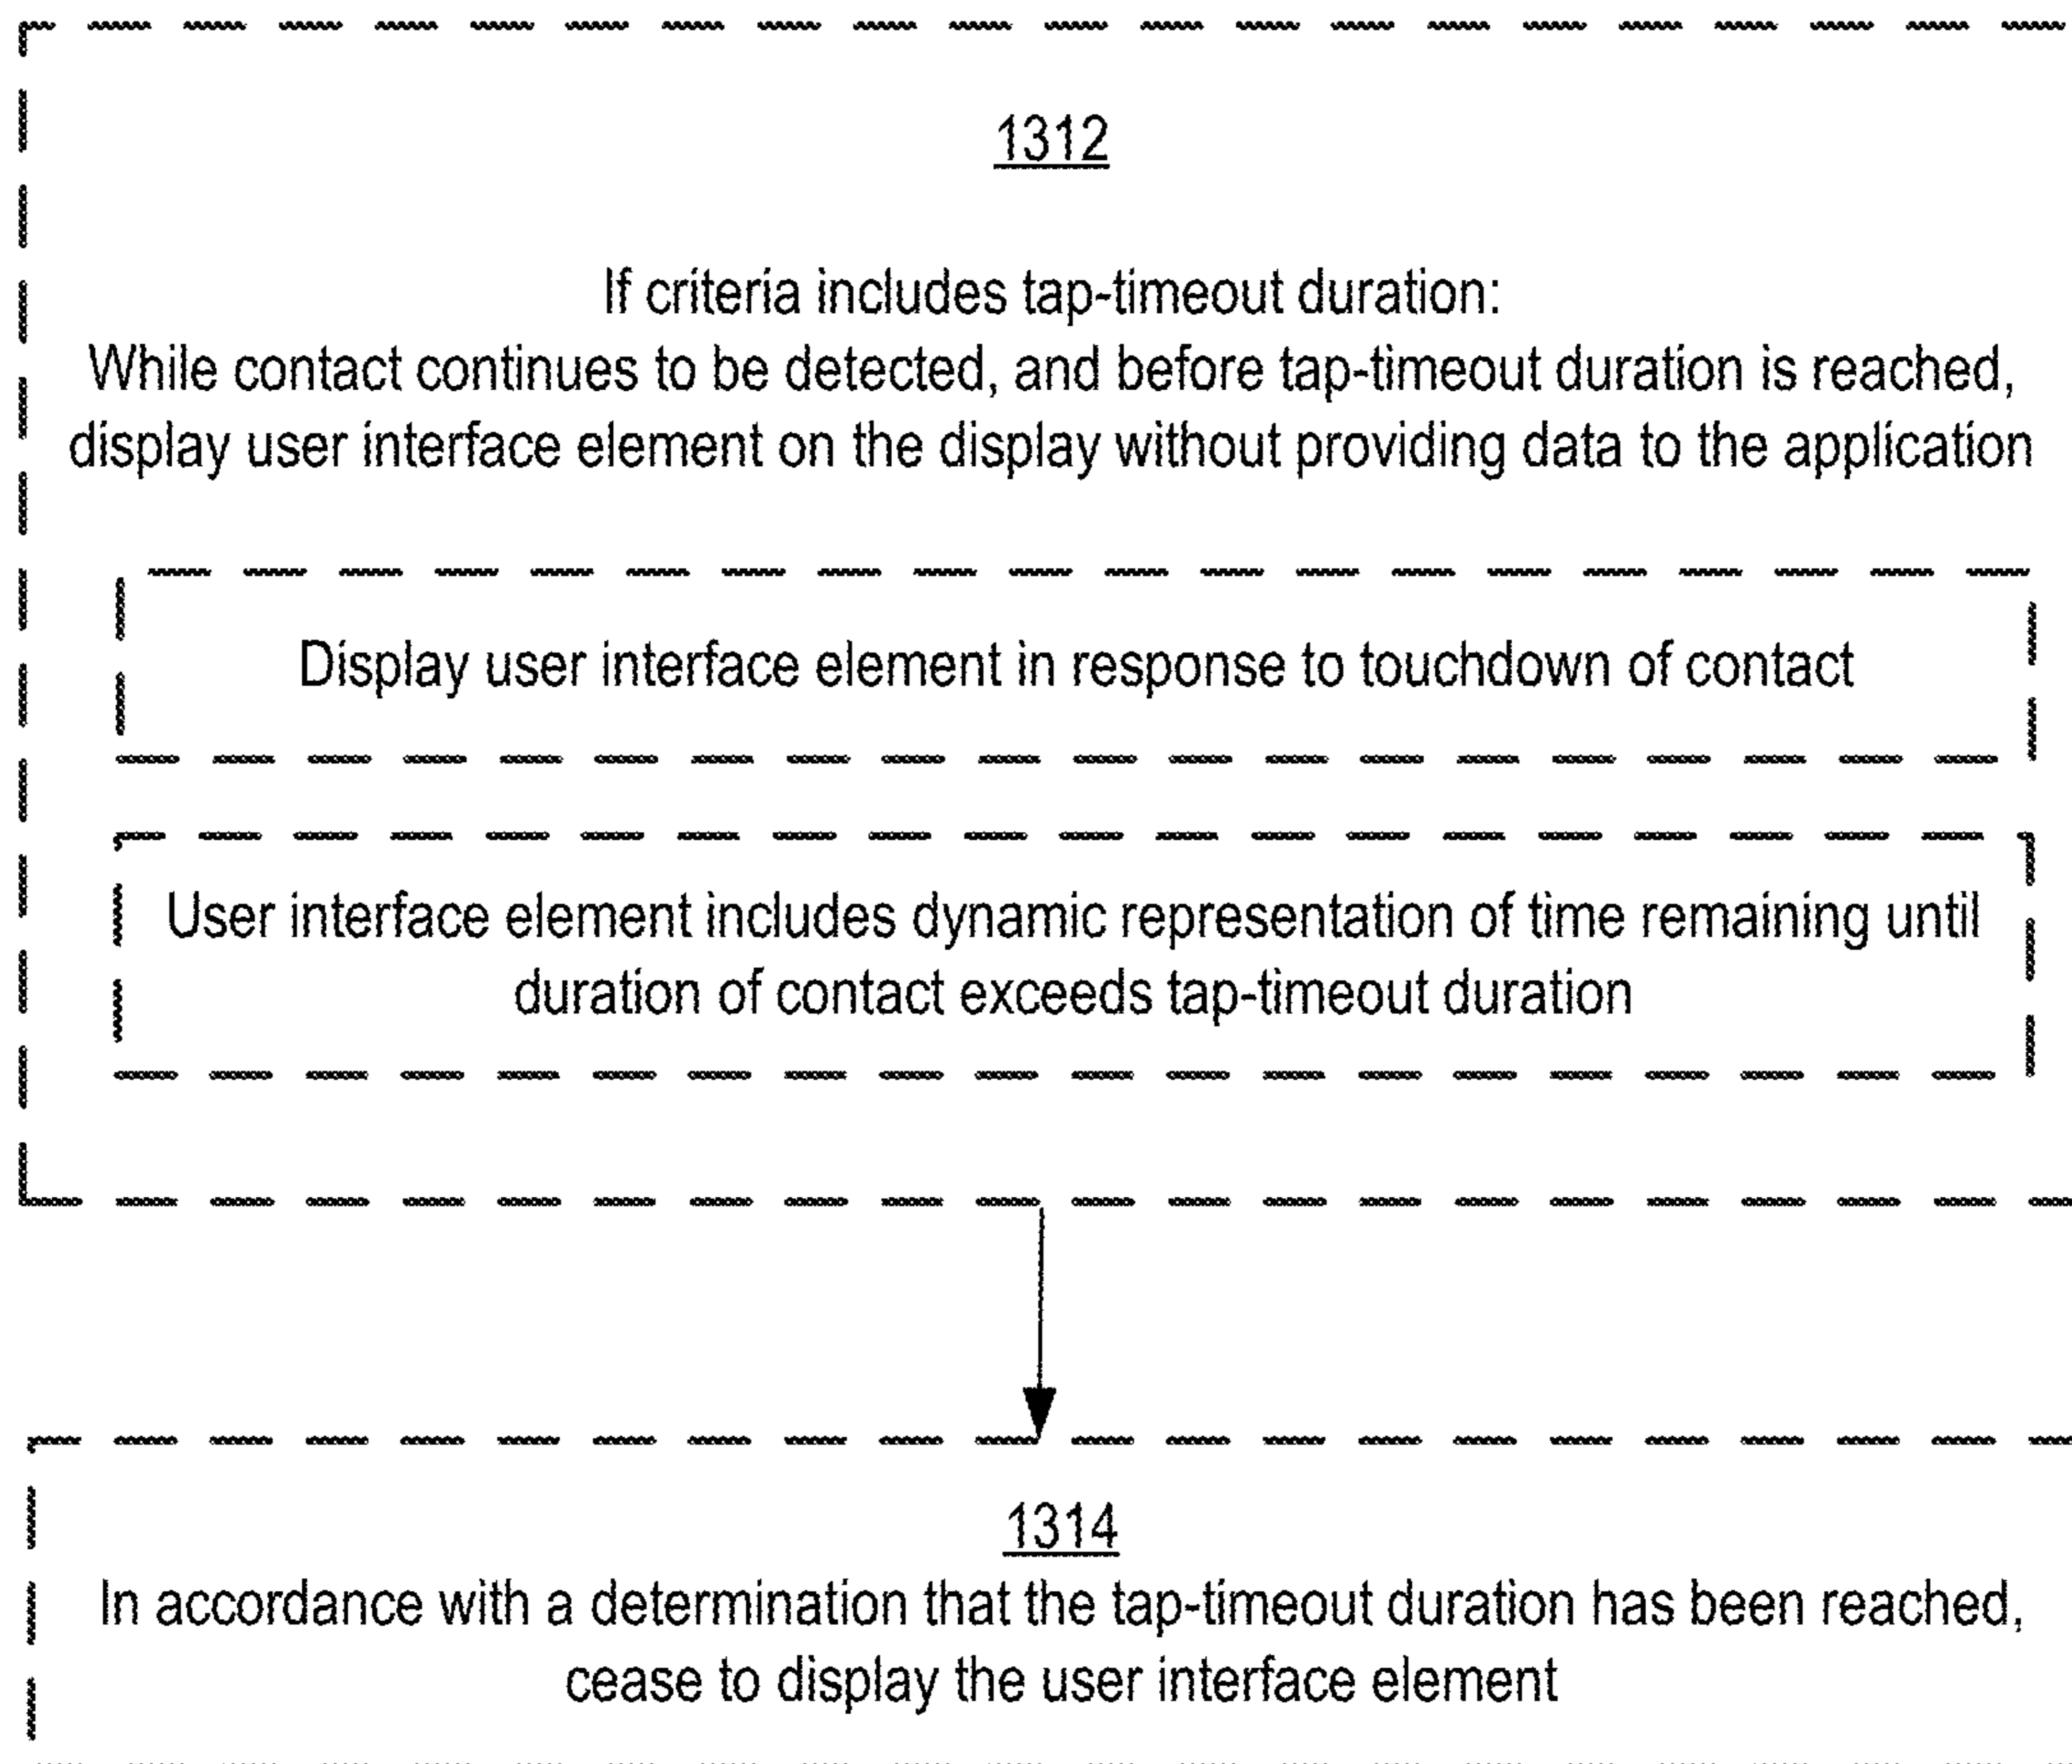 1312
If criteria includes tap-timeout duration:
While contact continues to be detected, and before tap-timeout duration is reached,
display user interface element on the display without providing data to the application
Display user interface element in response to touchdown of contact
User interface element includes dynamic representation of time remaining until
duration of contact exceeds tap-timeout duration
1314
In accordance with a determination that the tap-timeout duration has been reached,
cease to display the user interface element